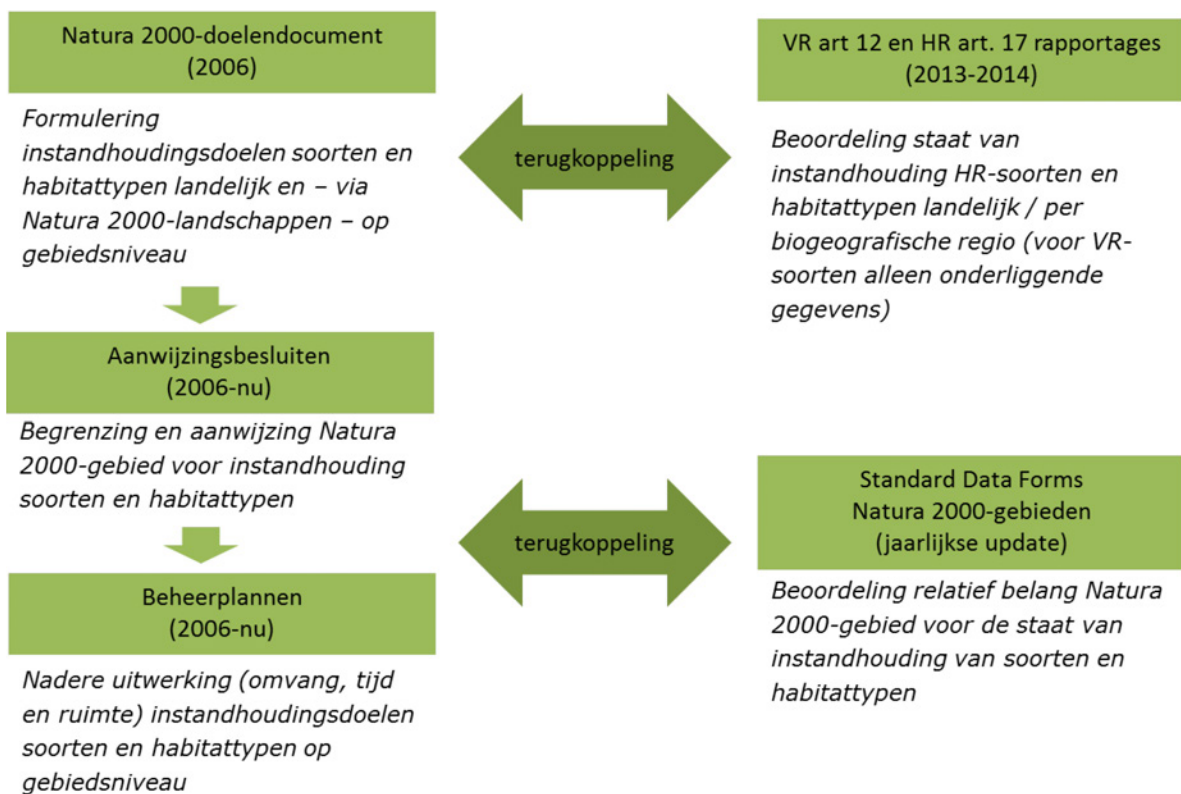 Natura 2000-doelendocument
(2006)
Formulering
instandhoudingsdoelen soorten en
habitattypen landelijk en – via
Natura 2000-landschappen – op
gebiedsniveau
terugkoppeling
VR art 12 en HR art. 17 rapportages
(2013-2014)
Beoordeling staat van
instandhouding HR-soorten en
habitattypen landelijk / per
biogeografische regio (voor VR-
soorten alleen onderliggende
gegevens)
Aanwijzingsbesluiten
(2006-nu)
Begrenzing en aanwijzing Natura
2000-gebied voor instandhouding
soorten en habitattypen
terugkoppeling
Standard Data Forms
Natura 2000-gebieden
(jaarlijkse update)
Beoordeling relatief belang Natura
2000-gebied voor de staat van
instandhouding van soorten en
habitattypen
Beheerplannen
(2006-nu)
Nadere uitwerking (omvang, tijd
en ruimte) instandhoudingsdoelen
soorten en habitattypen op
gebiedsniveau